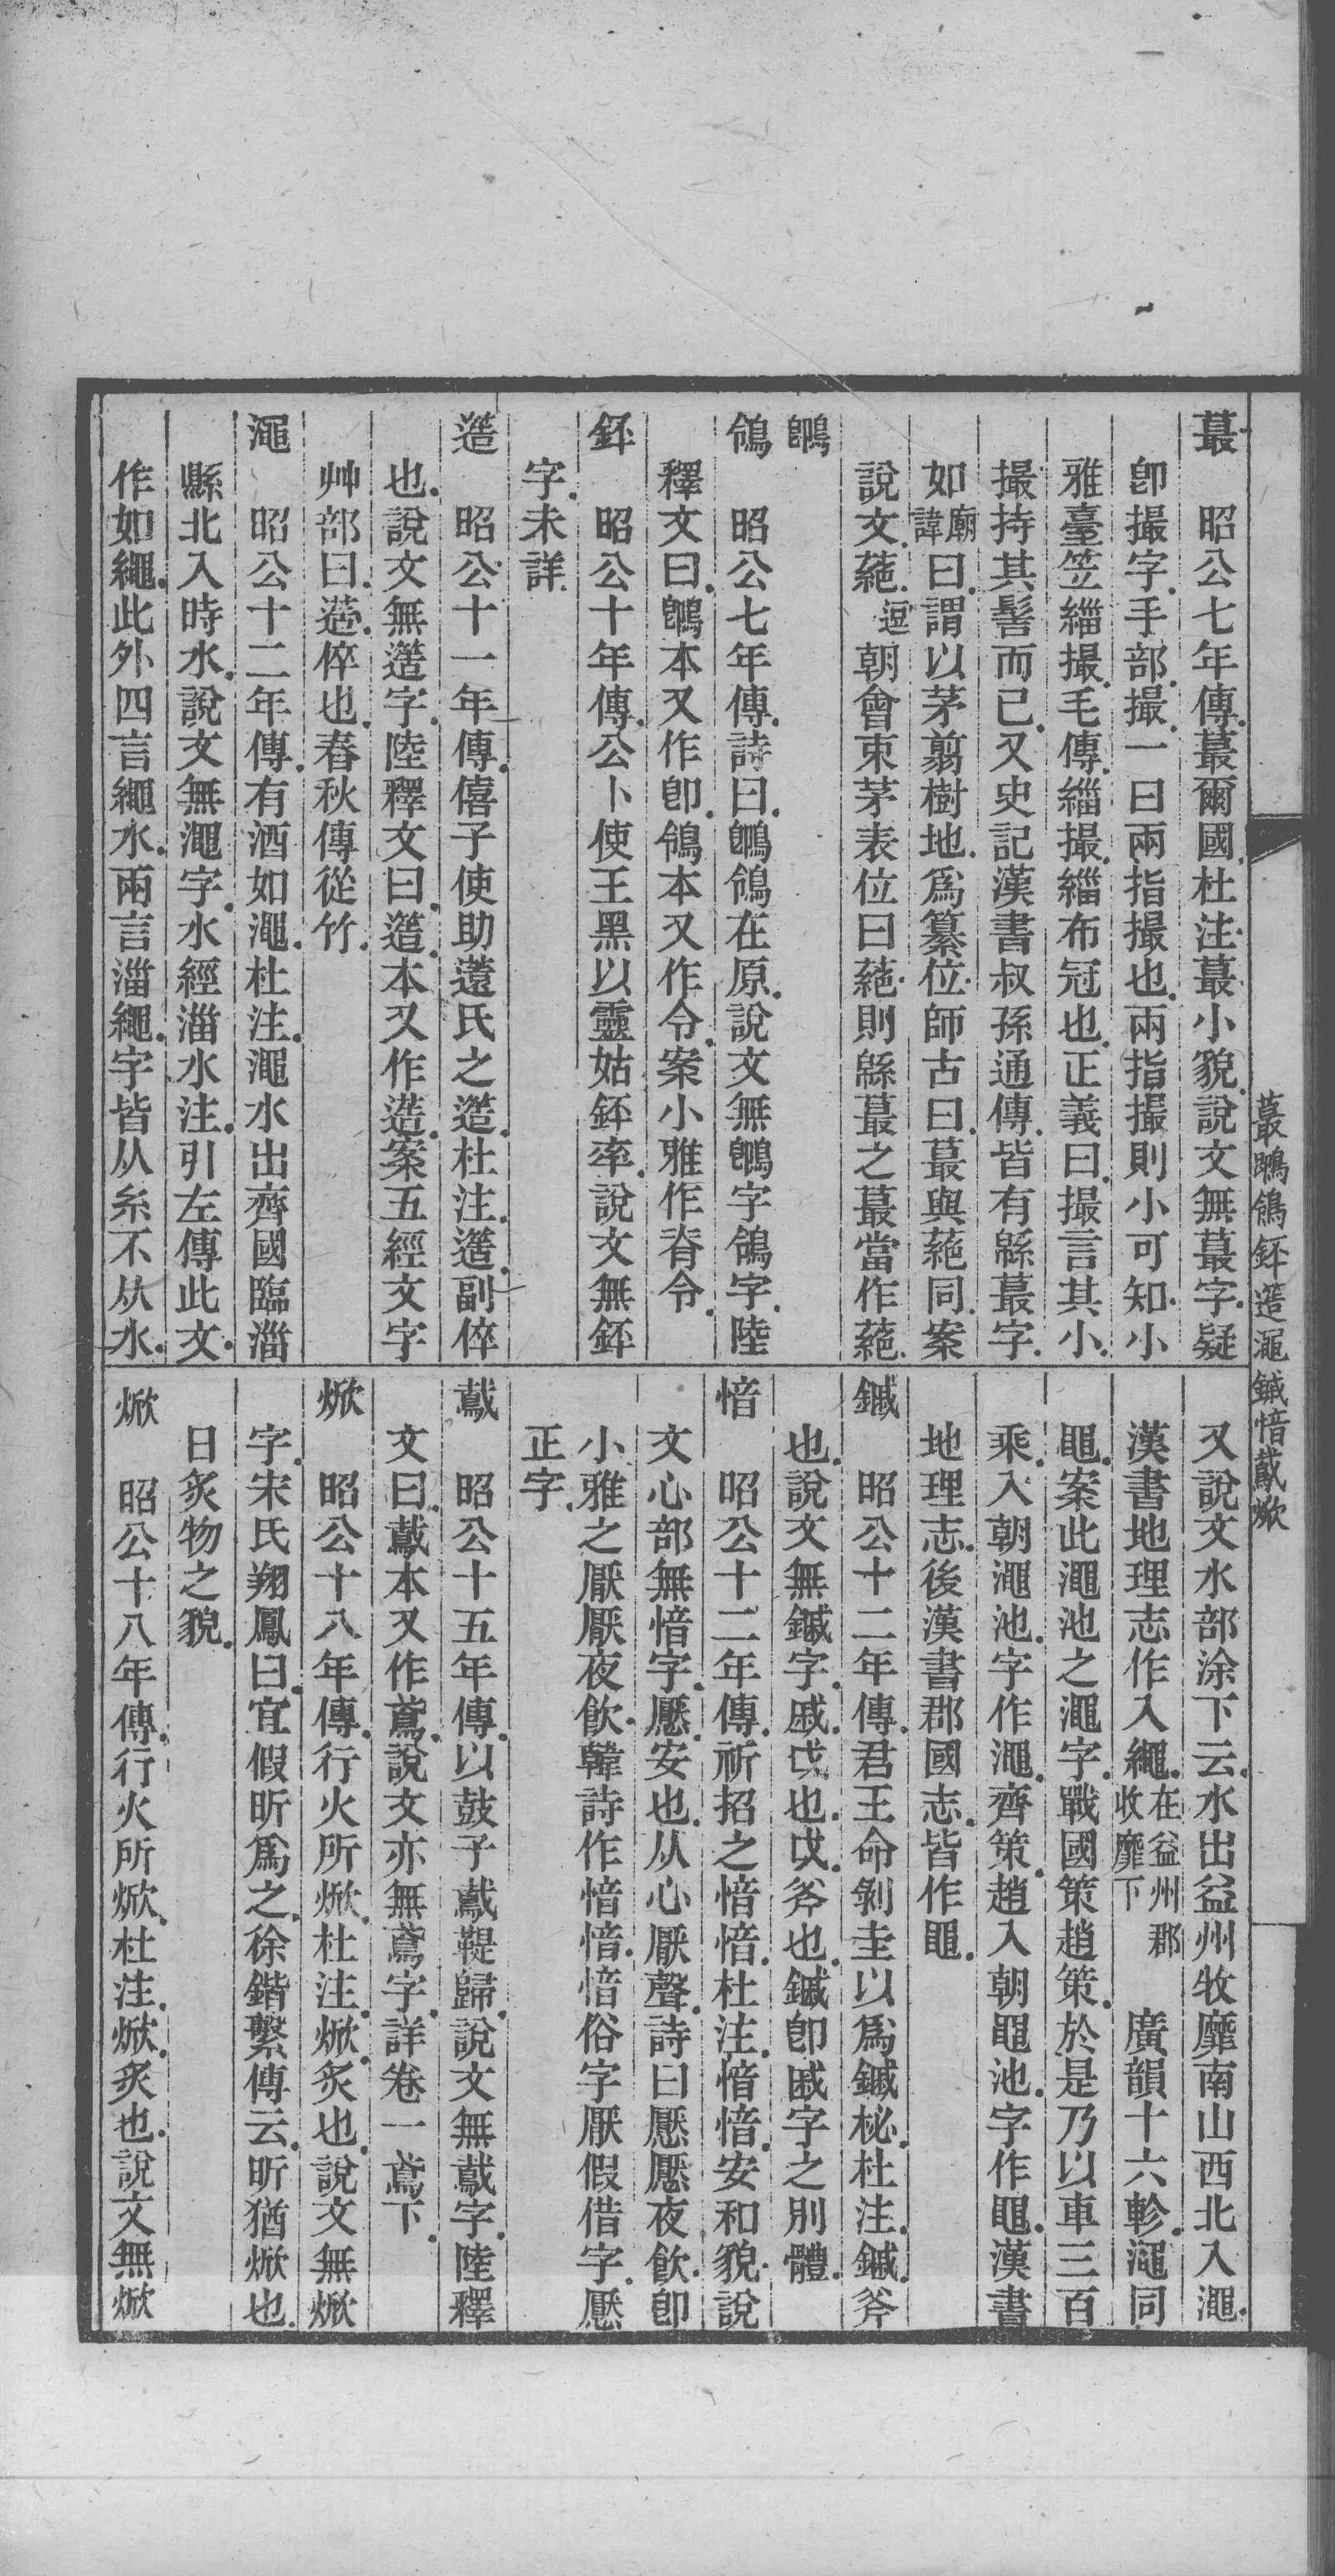 蕞
昭公七年傳蕞爾國杜注蕞小貌說文無蕞字疑
卽撮字手部撮一曰兩指撮也兩指撮則小可知小
雅臺笠緇撮毛傳緇撮緇布冠也正義曰撮言其小
撮持其髻而已又史記漢書叔孫通傳皆有緜蕞字
如廟諱曰謂以茅翦樹地爲纂位師古曰蕞與蕝同案
說文蕝逗朝會束茅表位曰蕝則緜蕞之蕞當作蕝
鶺
鴒
昭公七年傳詩曰鶺鴒在原說文無鶺字鴒字陸
釋文曰鶺本又作卽鴒本又作令案小雅作脊令
鉟
昭公十年傳公卜使王黑以靈姑鉟率說文無鉟
字未詳
簉
昭公十一年傳僖子使助薳氏之簉杜注簉副倅
也說文無簉字陸釋文曰簉本又作造案五經文字
艸部曰蓫倅也春秋傳從竹
澠
昭公十二年傳有酒如澠杜注澠水出齊國臨淄
縣北入時水說文無澠字水經淄水注引左傳此文
作如繩此外四言繩水兩言淄繩字皆从糸不从水
又說文水部涂下云水出益州牧靡南山西北入澠
漢書地理志作入繩在益州郡收靡下廣韻十六軫澠同
黽案此澠池之澠字戰國策趙策於是乃以車三百
乘入朝澠池字作澠齊策趙入朝黽池字作黽漢書
地理志後漢書郡國志皆作黽
鏚
昭公十二年傳君王命剝圭以爲鏚柲杜注鏚斧
也說文無鏚字戚戉也戉斧也鏚卽戚字之別體
愔
昭公十二年傳祈招之愔愔杜注愔愔安和貌說
文心部無愔字懕安也从心厭聲詩曰懕懕夜飲卽
小雅之厭厭夜飲韓詩作愔愔愔俗字厭假借字懕
正字
鳶
昭公十五年傳以鼓子䳒鞮歸說文無䳒字陸釋
文曰䳒本又作鳶說文亦無鳶字詳卷一鳶下
焮
昭公十八年傳行火所焮杜注焮炙也說文無焮
字宋氏翔鳳曰宜假昕爲之徐鍇繫傳云昕猶焮也
日炙物之貌
焮
昭公十八年傳行火所焮杜注焮炙也說文無焮